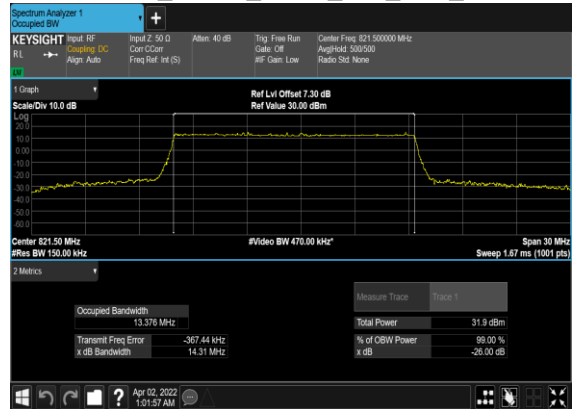 Spectrum Analyzer 1
Occupied BW
+
KEYSIGHT Input: RF Input Z: 50 Ω Atten: 40 dB Trig: Free Run Center Freq: 821.500000 MHz
RL Coupling: DC Corr CCorr Gate: Off Avg|Hold: 500/500
Align: Auto Freq Ref: Int (S) #IF Gain: Low Radio Std: None
LW
1 Graph
Ref Lvl Offset 7.30 dB
Scale/Div 10.0 dB Ref Value 30.00 dBm
Log
20.0
10.0
0.00
-10.0
-20.0
-30.0
-40.0
-50.0
-60.0
Center 821.50 MHz #Video BW 470.00 kHz* Span 30 MHz
#Res BW 150.00 kHz Sweep 1.67 ms (1001 pts)
2 Metrics
Measure Trace Trace 1
Occupied Bandwidth
13.376 MHz Total Power 31.9 dBm
Transmit Freq Error -367.44 kHz % of OBW Power 99.00 %
x dB Bandwidth 14.31 MHz x dB -26.00 dB
? Apr 02, 2022
1:01:57 AM